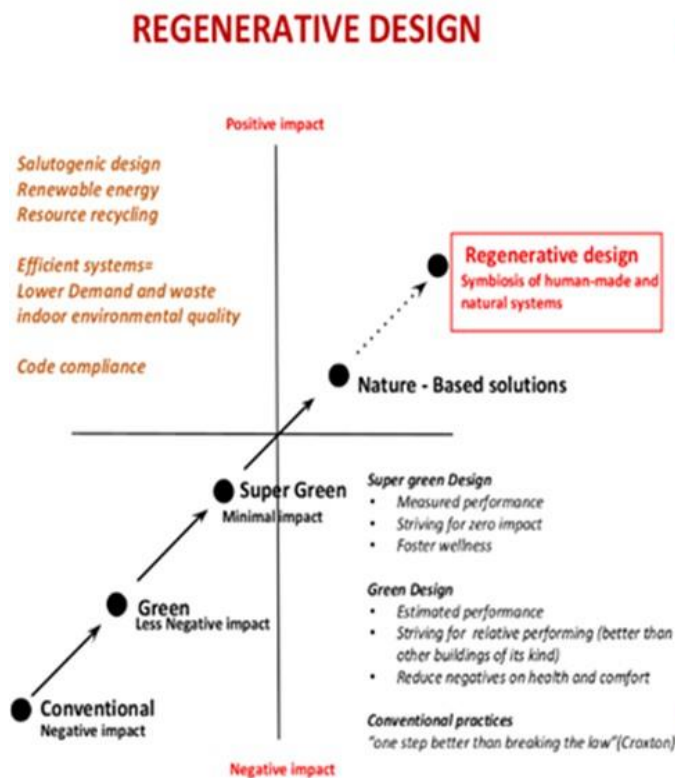 REGENERATIVE DESIGN
Positive impact
Salutogenic design
Renewable energy
Resource recycling
Efficient systems=
Lower Demand and waste
indoor environmental quality
Code compliance
Regenerative design
Symbiosis of human-made and
natural systems
Nature - Based solutions
Super Green
Minimal impact
Green
Less Negative impact
Conventional
Negative impact
Super green Design
• Measured performance
• Striving for zero impact
• Foster wellness
Green Design
• Estimated performance
• Striving for relative performing (better than
other buildings of its kind)
• Reduce negatives on health and comfort
Conventional practices
"one step better than breaking the law"(Croxton)
Negative impact